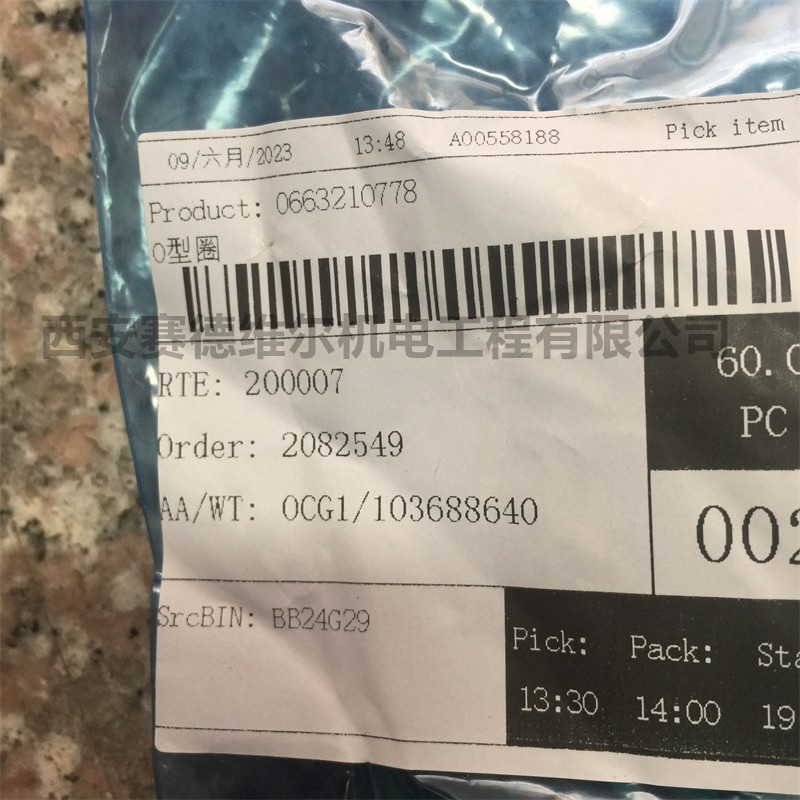 09/六月/2023 13:48 A00558188 Pick item
Product: 0663210778
O型圈
西安赛德维尔机电工程有限公司
RTE: 200007
60.0
PC
Order: 2082549
AA/WT: OCG1/103688640
002
SrcBIN: BB24G29
Pick: Pack: Sta
13:30 14:00 19